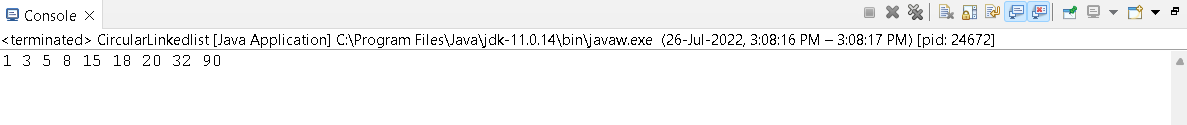 Console
<terminated> CircularLinkedlist [Java Application] C:\Program Files\Java\jdk-11.0.14\bin\javaw.exe (26-Jul-2022, 3:08:16 PM – 3:08:17 PM) [pid: 24672]
1 3 5 8 15 18 20 32 90